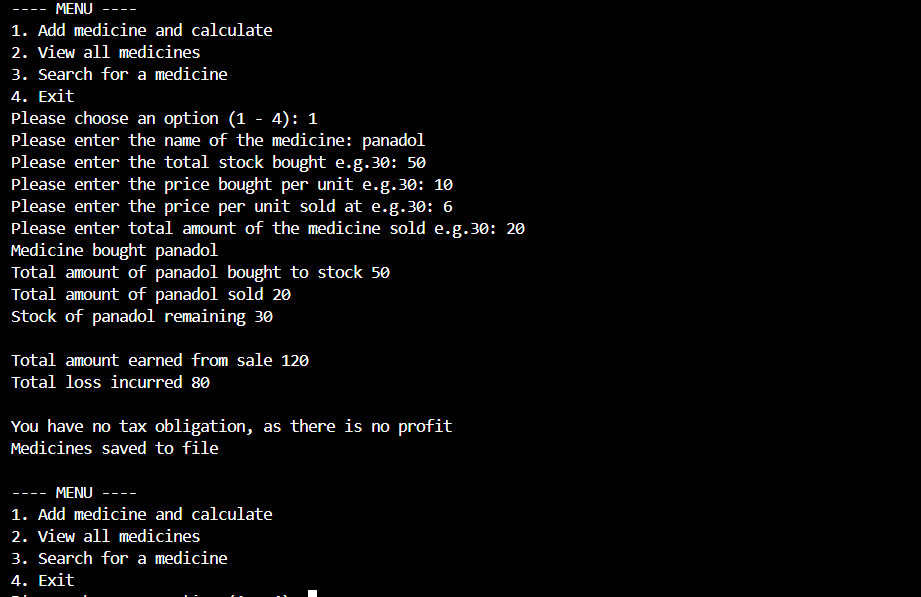 ---- MENU ----
1. Add medicine and calculate
2. View all medicines
3. Search for a medicine
4. Exit
Please choose an option (1 - 4): 1
Please enter the name of the medicine: panadol
Please enter the total stock bought e.g.30: 50
Please enter the price bought per unit e.g.30: 10
Please enter the price per unit sold at e.g.30: 6
Please enter total amount of the medicine sold e.g.30: 20
Medicine bought panadol
Total amount of panadol bought to stock 50
Total amount of panadol sold 20
Stock of panadol remaining 30
Total amount earned from sale 120
Total loss incurred 80
You have no tax obligation, as there is no profit
Medicines saved to file
---- MENU ----
1. Add medicine and calculate
2. View all medicines
3. Search for a medicine
4. Exit